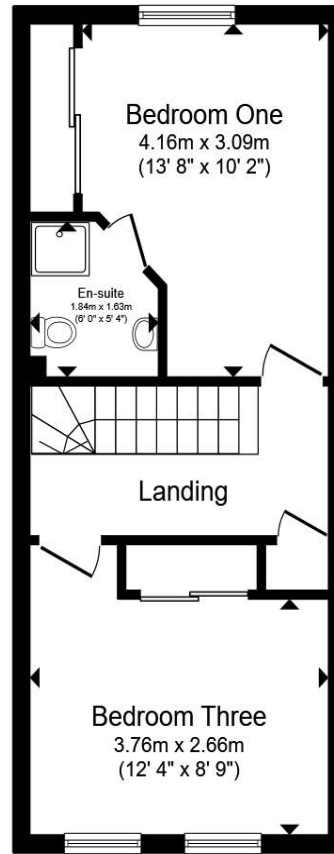 Bedroom One
4.16m x 3.09m
(13' 8" x 10' 2")
En-suite
1.84m x 1.63m
(6' 0" x 5' 4")
Landing
Bedroom Three
3.76m x 2.66m
(12' 4" x 8' 9")